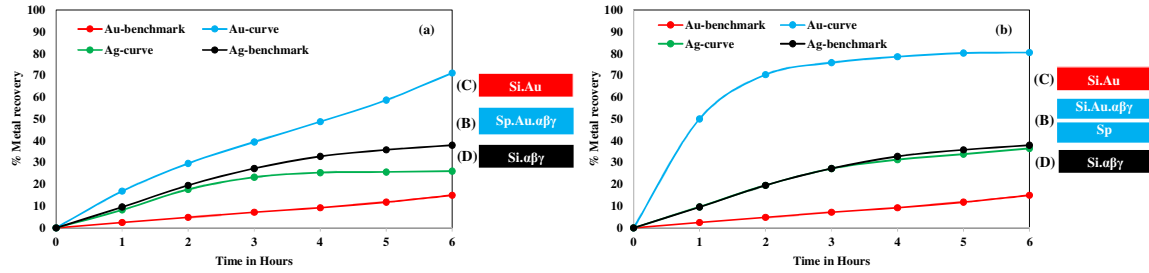 100
90
80
70
60
50
40
30
20
10
0
% Metal recovery
Au-benchmark
Au-curve
Ag-curve
Ag-benchmark
(a)
0 1 2 3 4 5 6
Time in Hours
(C) Si.Au
(B) Sp.Au.αβγ
(D) Si.αβγ
100
90
80
70
60
50
40
30
20
10
0
% Metal recovery
Au-benchmark
Au-curve
Ag-curve
Ag-benchmark
(b)
0 1 2 3 4 5 6
Time in Hours
(C) Si.Au
Si.Au.αβγ
(B)
Sp
(D) Si.αβγ